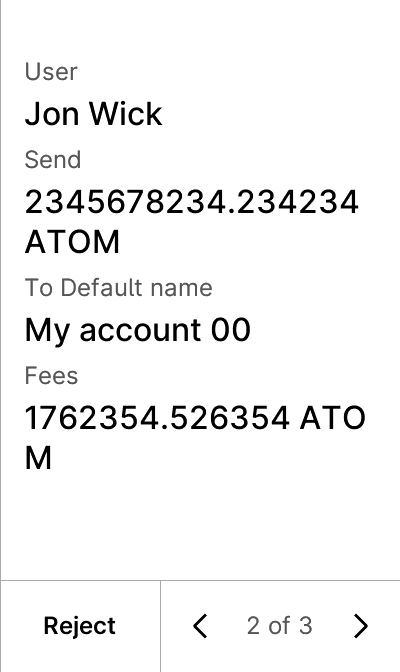 User
Jon Wick
Send
2345678234.234234
ATOM
To Default name
My account 00
Fees
1762354.526354 ATO
M
Reject
2 of 3